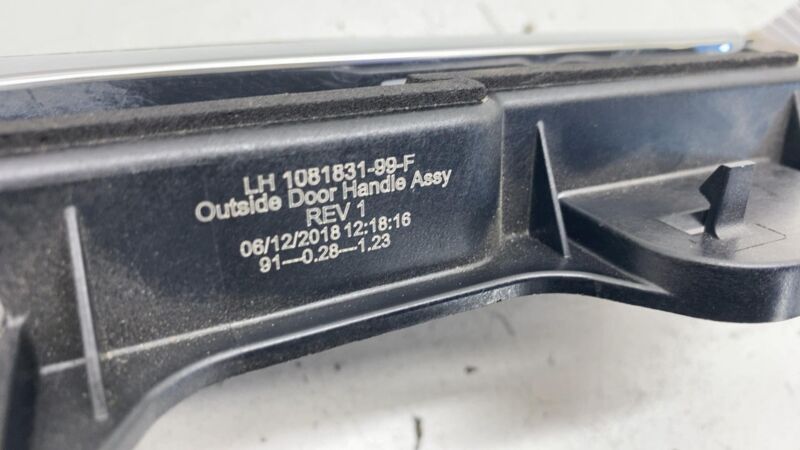 LH 1081831-99-F
Outside Door Handle Assy
REV 1
06/12/2018 12:18:16
91---0.28---1.23